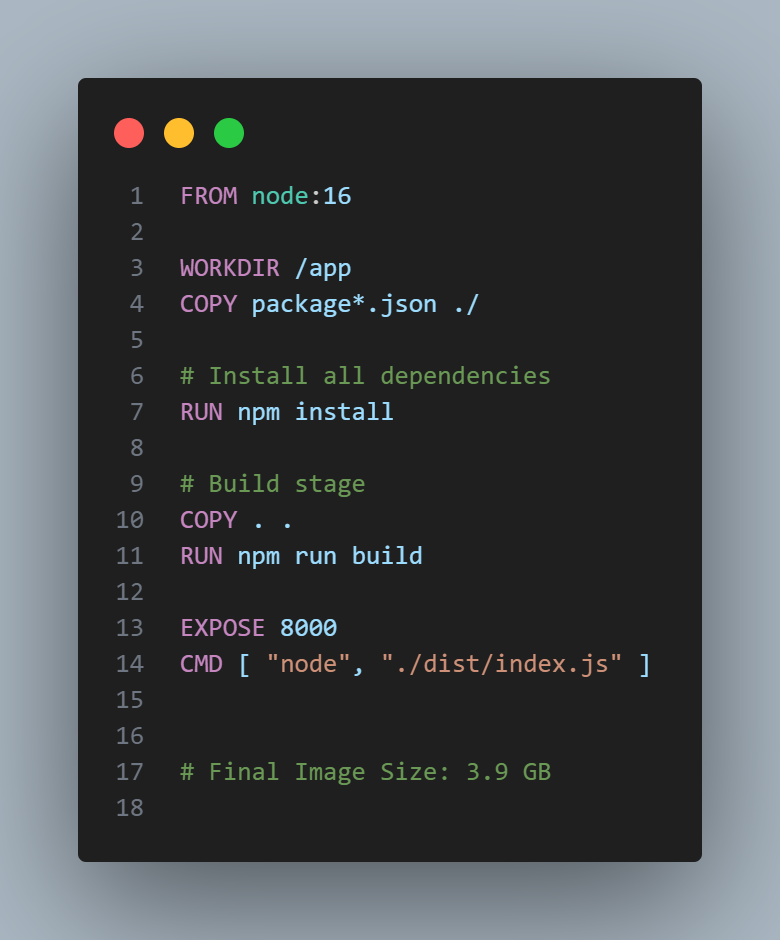 1 FROM node:16
2
3 WORKDIR /app
4 COPY package*.json ./
5
6 # Install all dependencies
7 RUN npm install
8
9 # Build stage
10 COPY . .
11 RUN npm run build
12
13 EXPOSE 8000
14 CMD [ "node", "./dist/index.js" ]
15
16
17 # Final Image Size: 3.9 GB
18